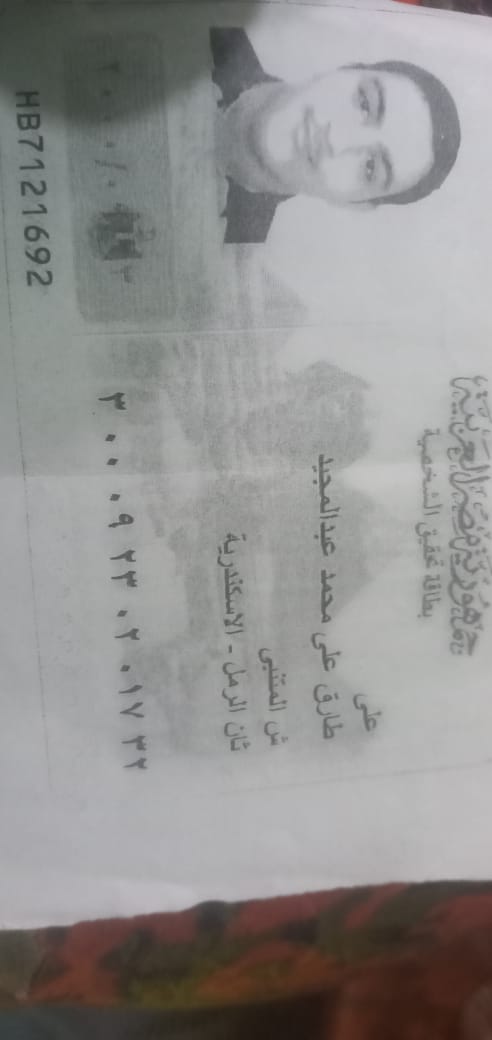 جمهورية مصر العربية
بطاقة تحقيق الشخصية
على
طارق على محمد عبدالمجيد
ش المتنبى
ثان الرمل - الاسكندرية
٣٠٠٠٩٢٣٠٢٠١٧٣٢
HB7121692